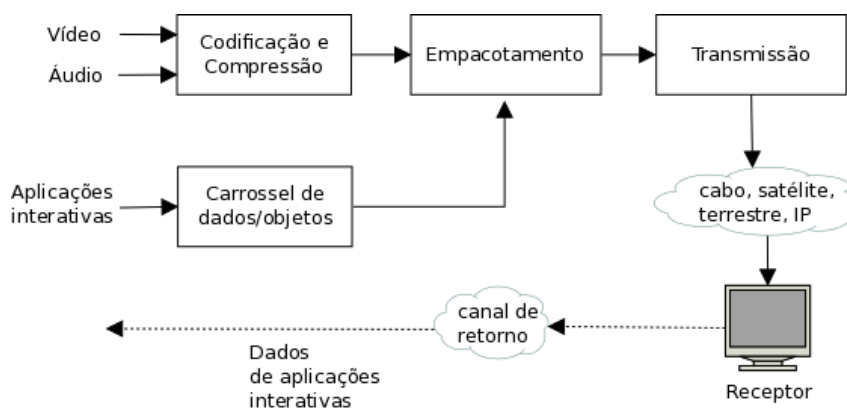 Vídeo
Áudio
Codificação e
Compressão
Empacotamento
Transmissão
Aplicações
interativas
Carrossel de
dados/objetos
cabo, satélite,
terrestre, IP
canal de
retorno
Dados
de aplicações
interativas
Receptor